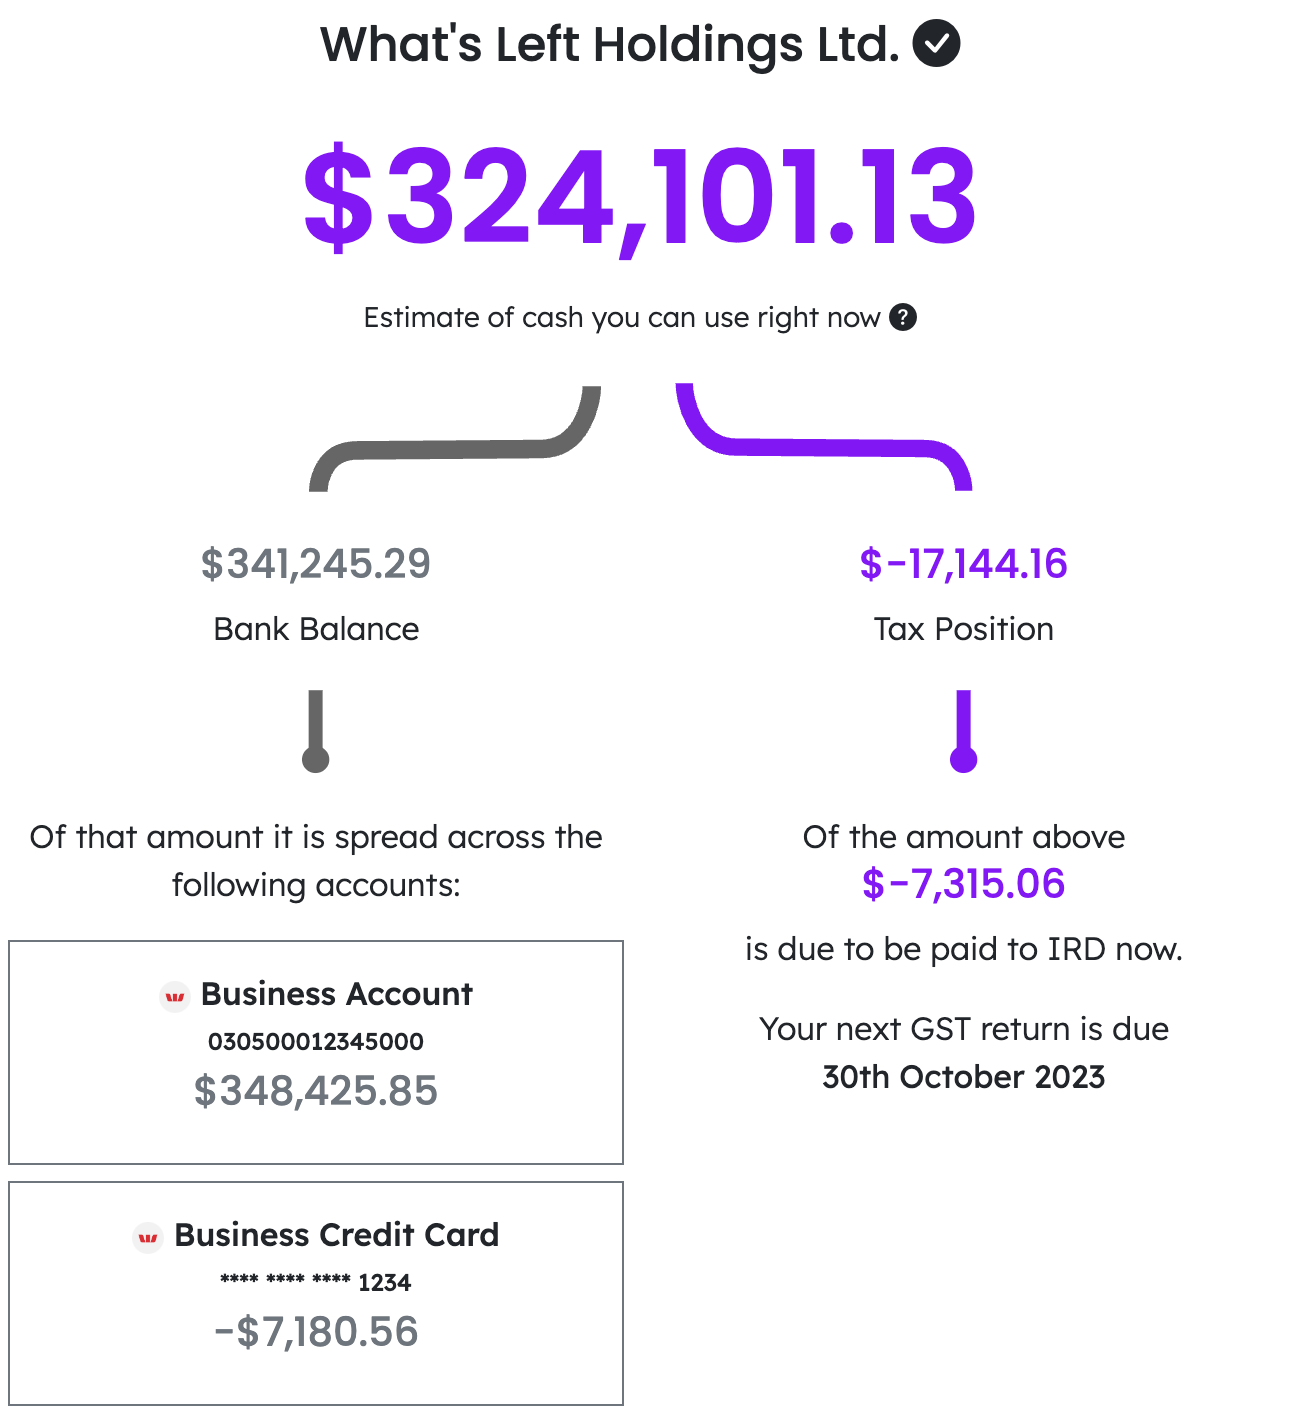 What's Left Holdings Ltd.
$324,101.13
Estimate of cash you can use right now ?
$341,245.29
Bank Balance
Of that amount it is spread across the
following accounts:
Business Account
030500012345000
$348,425.85
Business Credit Card
**** **** **** 1234
-$7,180.56
$-17,144.16
Tax Position
Of the amount above
$-7,315.06
is due to be paid to IRD now.
Your next GST return is due
30th October 2023